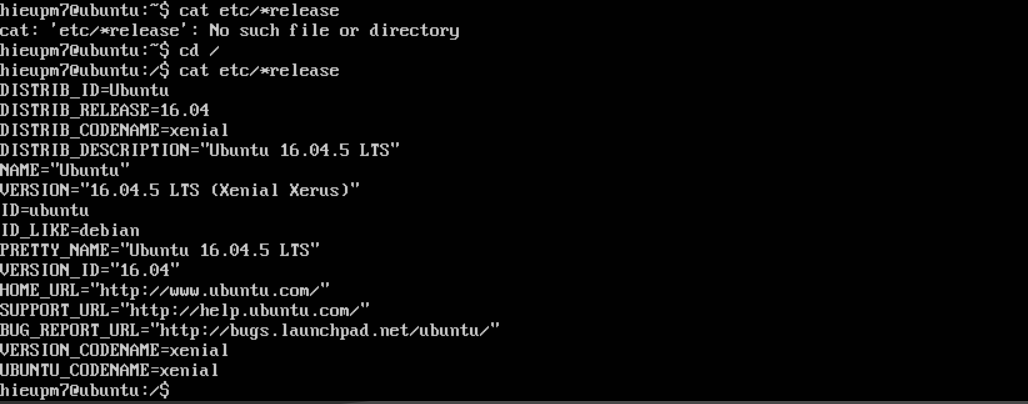 hieupm7@ubuntu:~$ cat etc/*release
cat: 'etc/*release': No such file or directory
hieupm7@ubuntu:~$ cd /
hieupm7@ubuntu:/$ cat etc/*release
DISTRIB_ID=Ubuntu
DISTRIB_RELEASE=16.04
DISTRIB_CODENAME=xenial
DISTRIB_DESCRIPTION="Ubuntu 16.04.5 LTS"
NAME="Ubuntu"
VERSION="16.04.5 LTS (Xenial Xerus)"
ID=ubuntu
ID_LIKE=debian
PRETTY_NAME="Ubuntu 16.04.5 LTS"
VERSION_ID="16.04"
HOME_URL="http://www.ubuntu.com/"
SUPPORT_URL="http://help.ubuntu.com/"
BUG_REPORT_URL="http://bugs.launchpad.net/ubuntu/"
VERSION_CODENAME=xenial
UBUNTU_CODENAME=xenial
hieupm7@ubuntu:/$